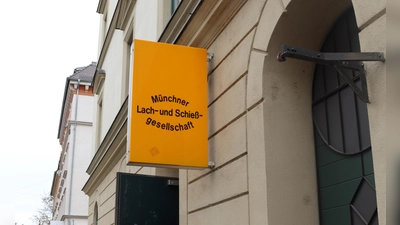 Münchner
Lach- und Schieß-
gesellschaft